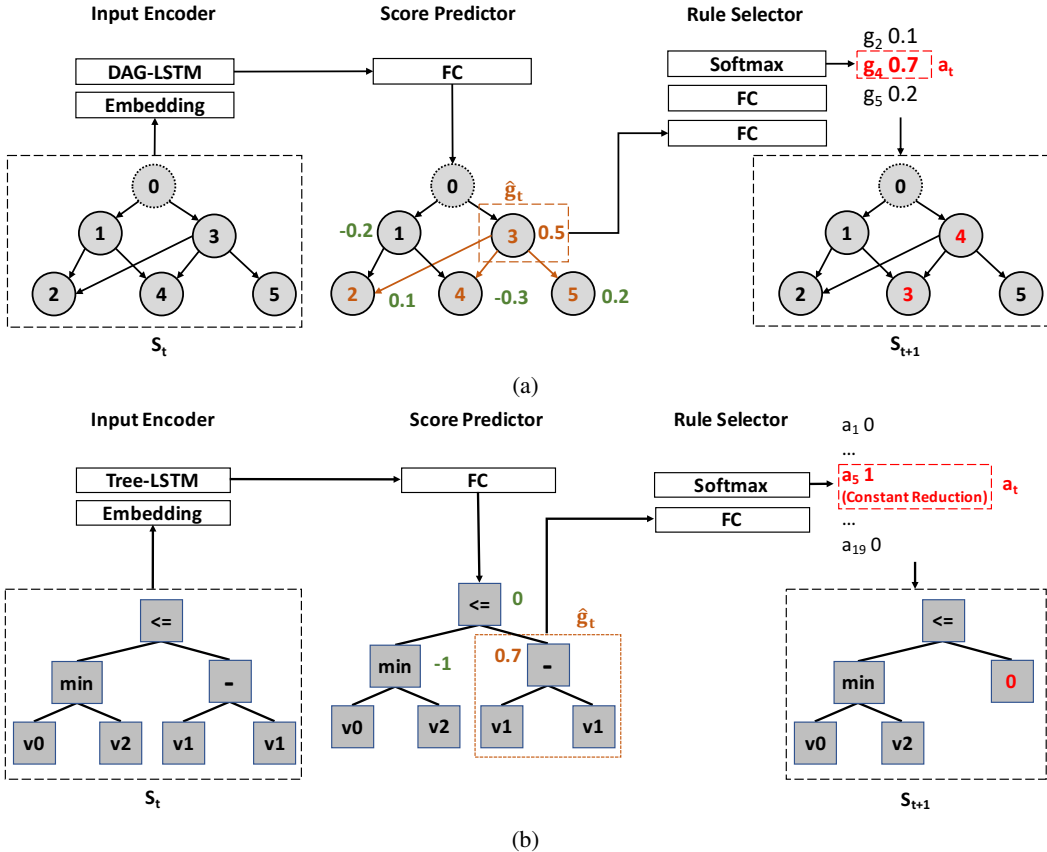 Input Encoder Score Predictor Rule Selector
g2 0.1
DAG-LSTM FC Softmax g4 0.7 at
Embedding FC g5 0.2
FC
0 0 ĝt 0
1 3 -0.2 1 3 0.5 1 4
2 4 5 2 0.1 4 -0.3 5 0.2 2 3 5
St St+1
(a)
Input Encoder Score Predictor Rule Selector
a1 0
...
Tree-LSTM FC Softmax a5 1 at
(Constant Reduction)
Embedding FC ...
a19 0
<= <= 0 <=
ĝt
min - min -1 0.7 - min 0
v0 v2 v1 v1 v0 v2 v1 v1 v0 v2
St St+1
(b)